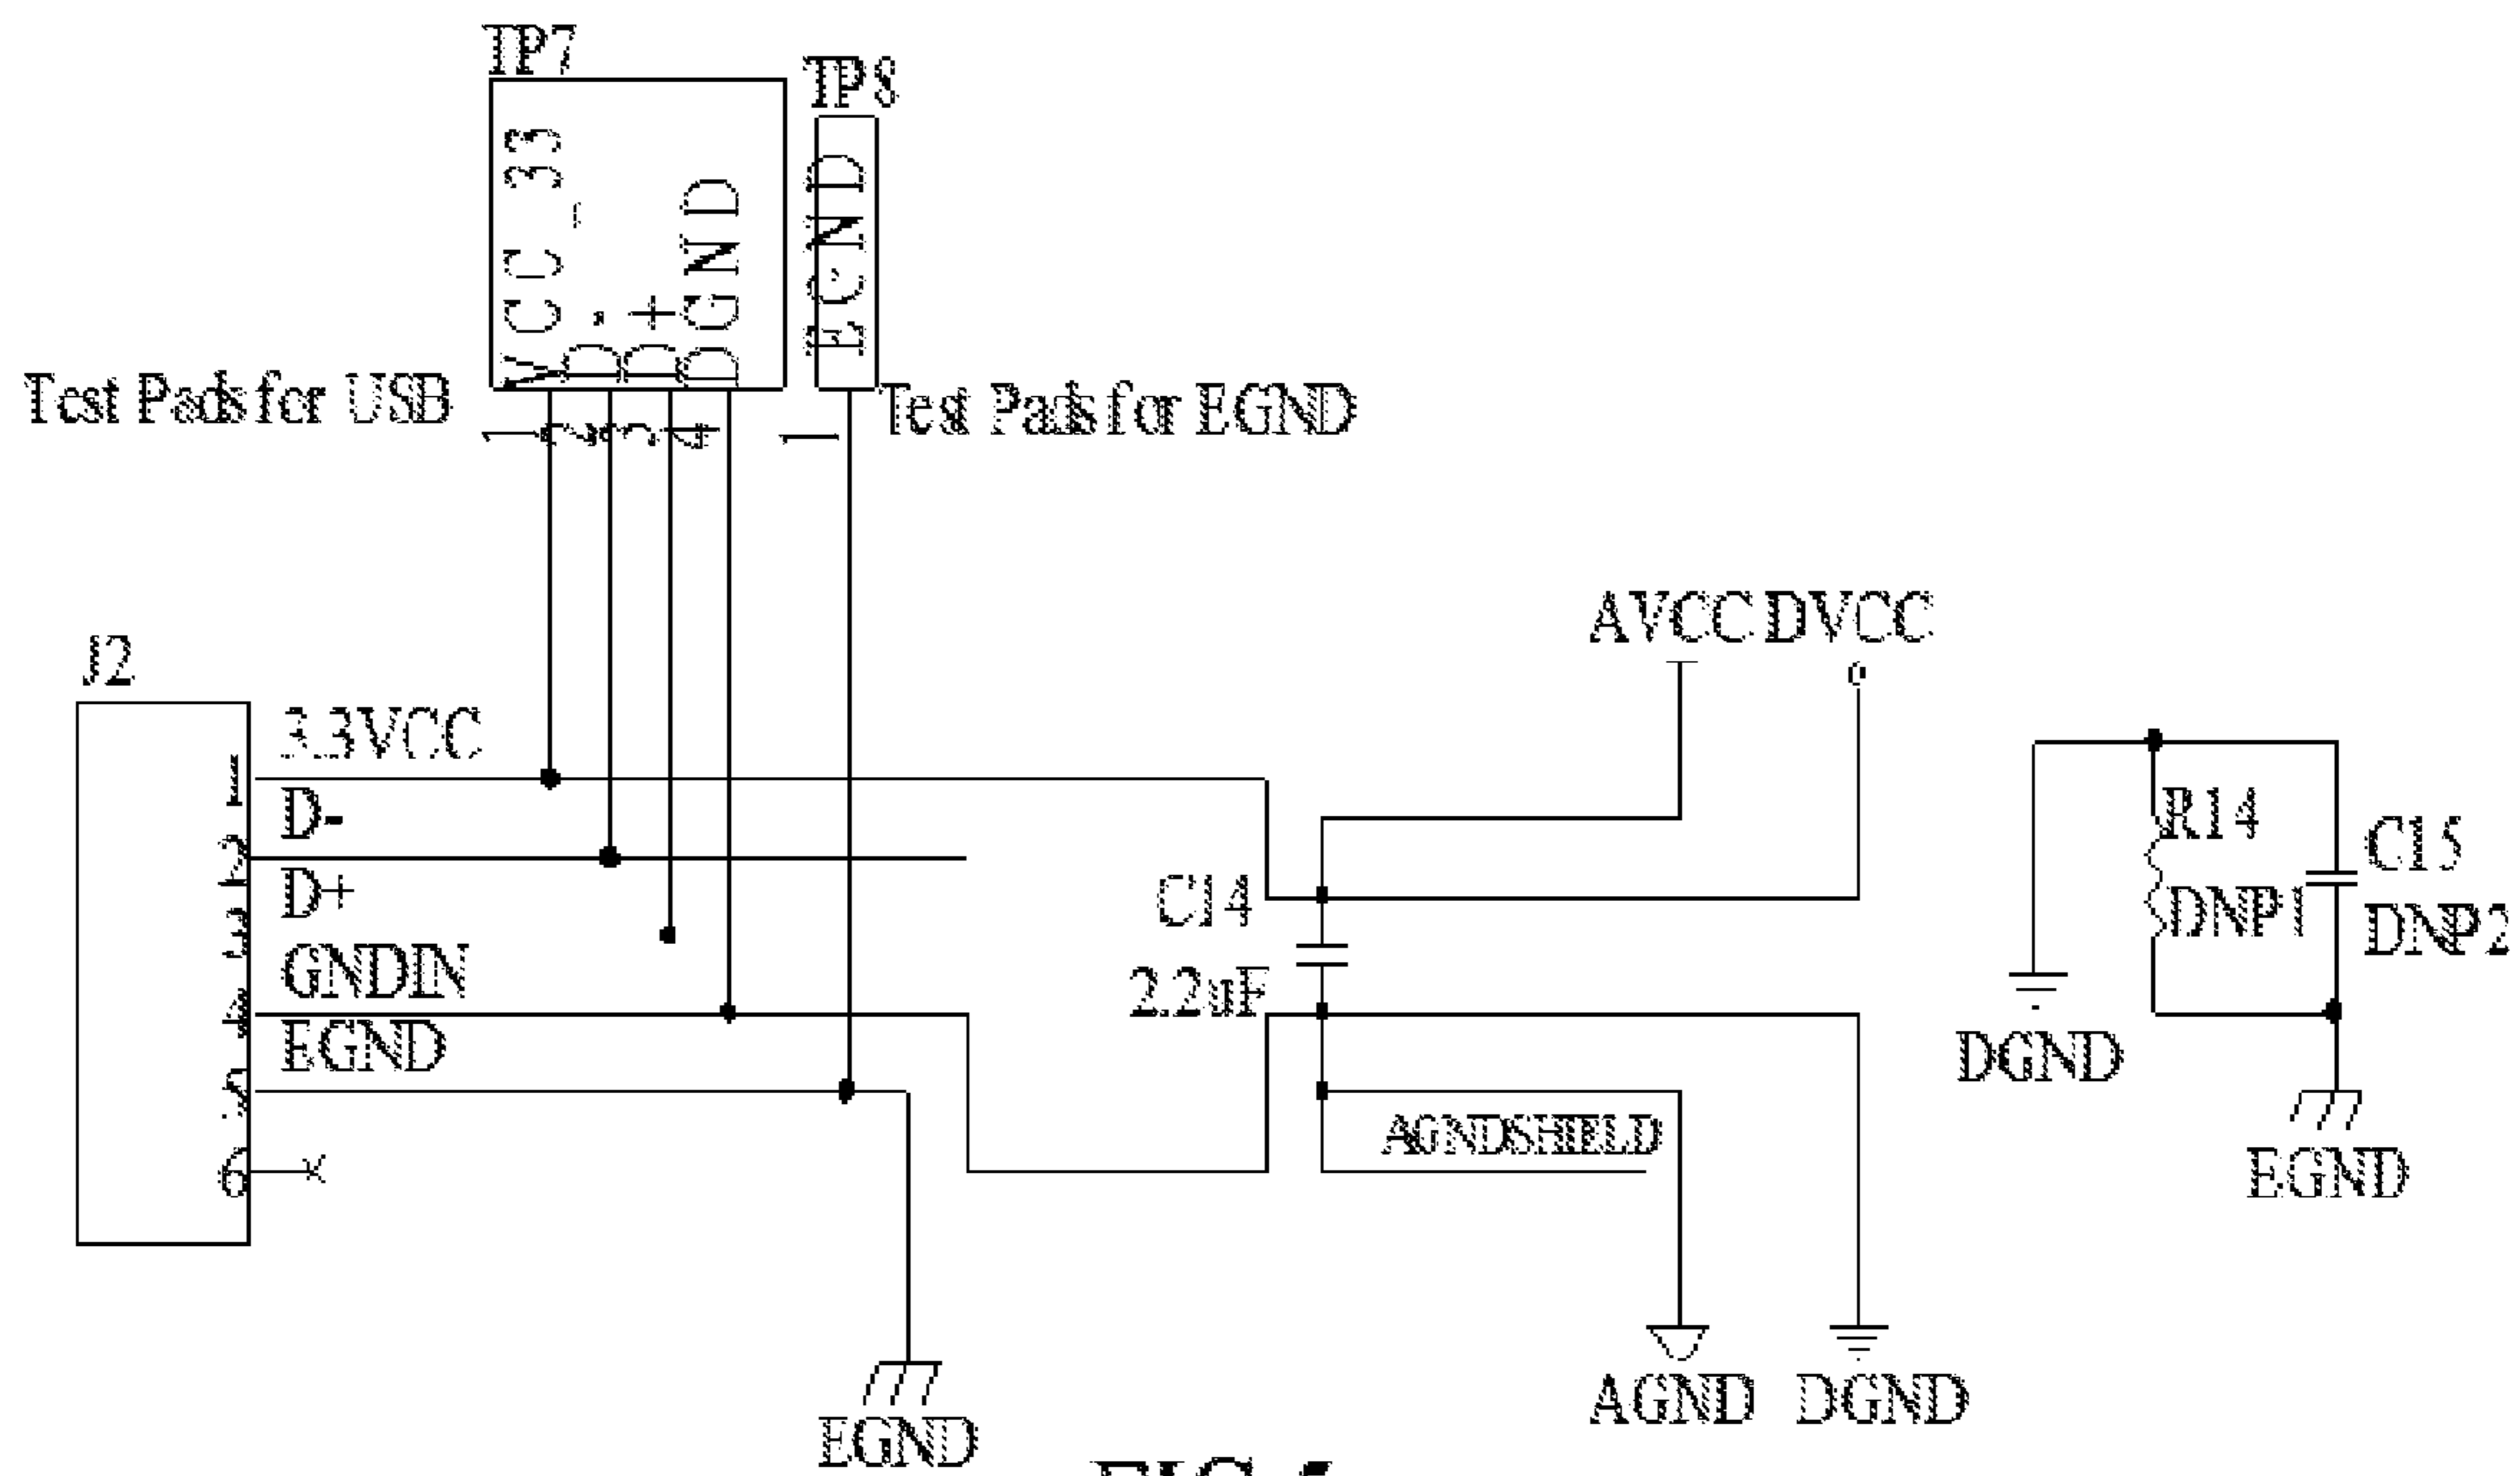 TP7
TP8
VCC_33
D-
D+
DGND
EGND
Test Pads for USB
1
2
3
4
1
Test Pads for EGND
AVCC DVCC
J2
3.3VCC
1
D-
2
D+
3
GNDIN
4
EGND
5
6
C14
2.2uF
AGNDSHIELD
R14
DNP1
C15
DNP2
DGND
EGND
AGND DGND
EGND